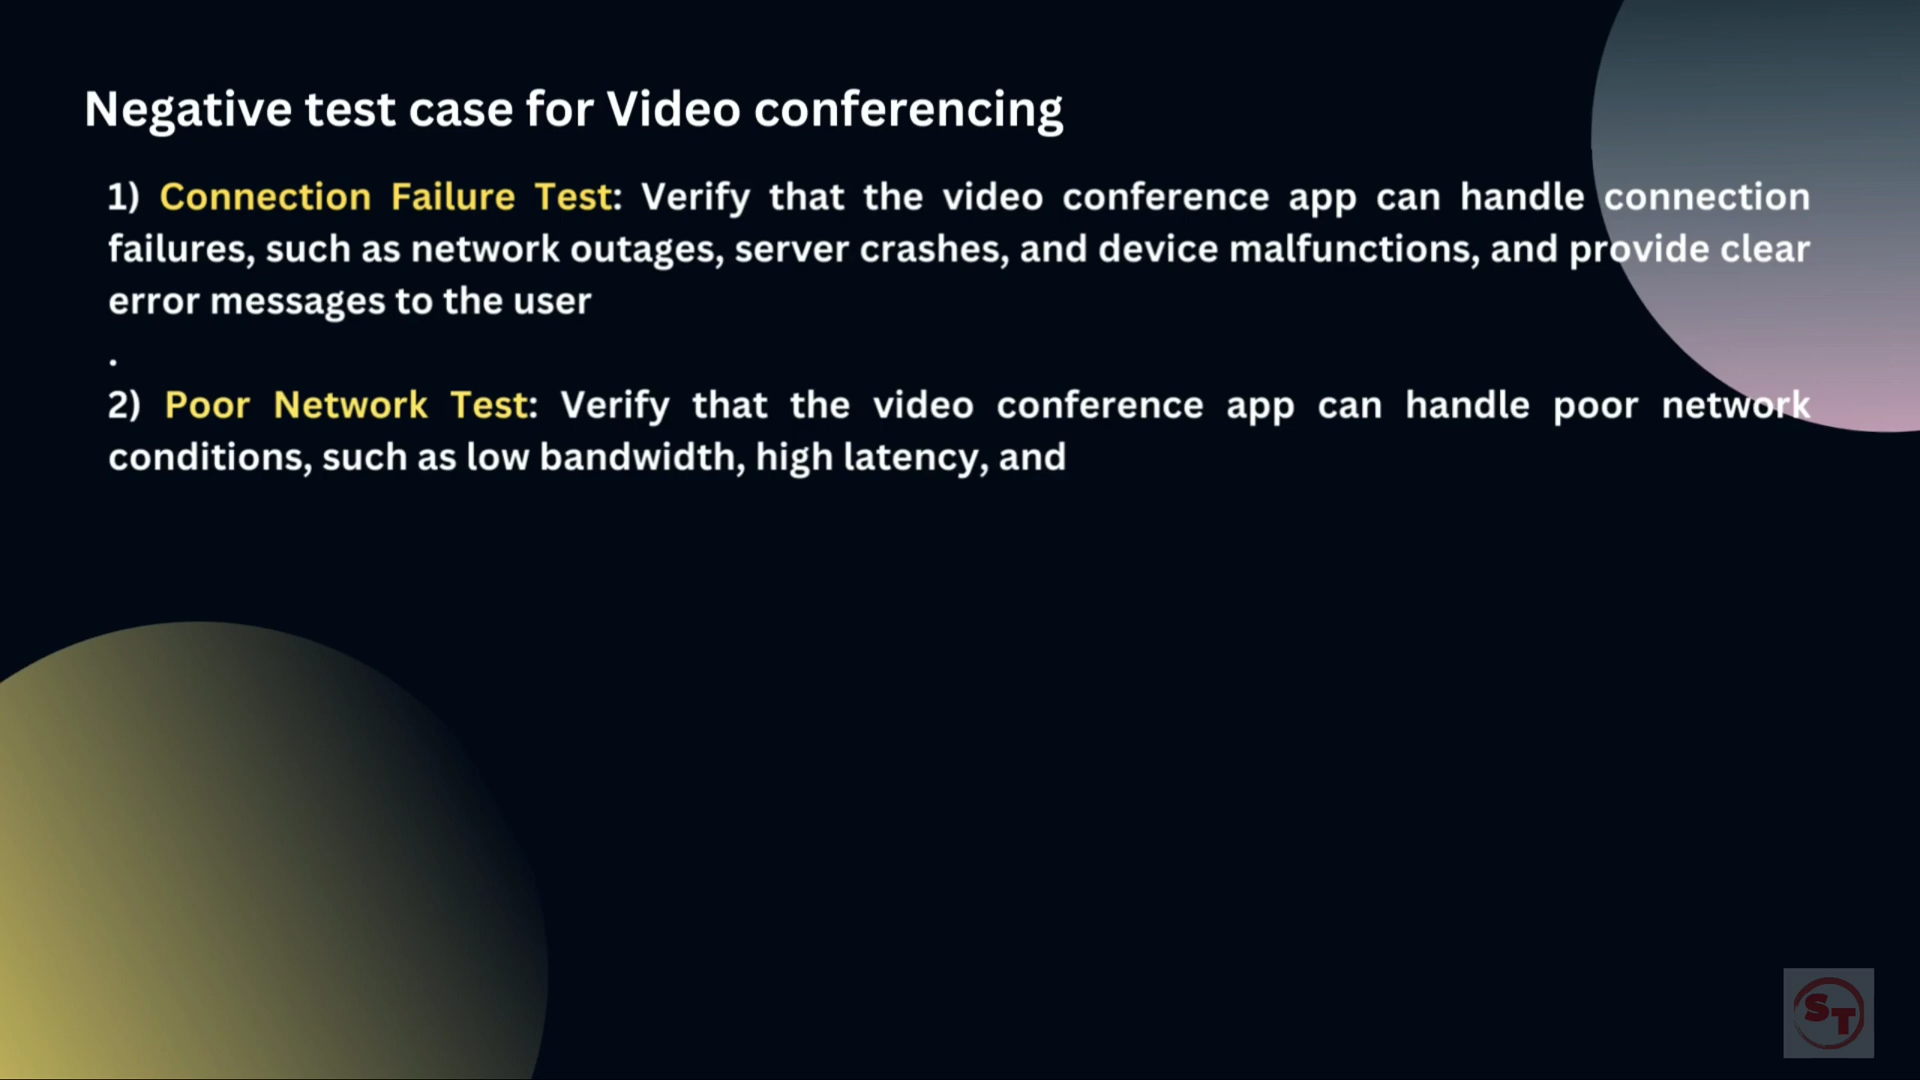 Negative test case for Video conferencing
1) Connection Failure Test: Verify that the video conference app can handle connection
failures, such as network outages, server crashes, and device malfunctions, and provide clear
error messages to the user
.
2) Poor Network Test: Verify that the video conference app can handle poor network
conditions, such as low bandwidth, high latency, and
ST